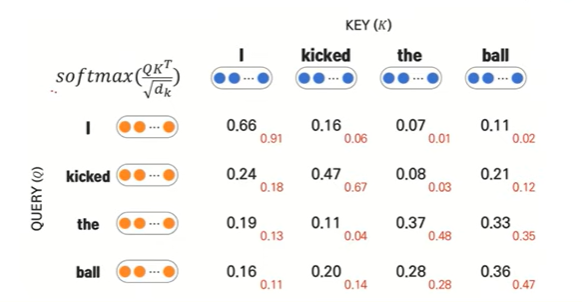 KEY (K)
I kicked the ball
softmax(QK^T/√d_k)
QUERY (Q)
I 0.66 0.91 0.16 0.06 0.07 0.01 0.11 0.02
kicked 0.24 0.18 0.47 0.67 0.08 0.03 0.21 0.12
the 0.19 0.13 0.11 0.04 0.37 0.48 0.33 0.35
ball 0.16 0.11 0.20 0.14 0.28 0.28 0.36 0.47